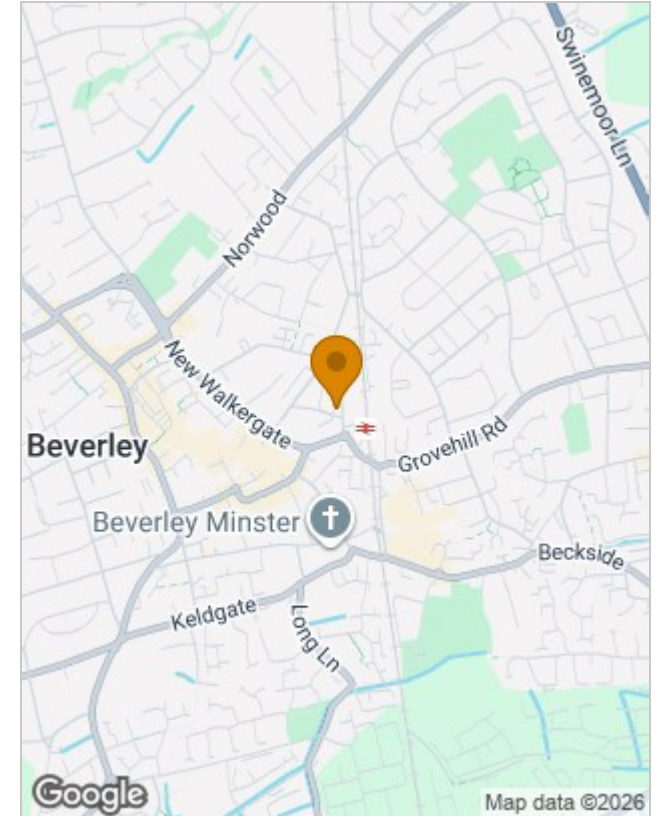 Swinemoor Ln
Norwood
New Walkergate
Beverley
Grovehill Rd
Beverley Minster
Beckside
Keldgate
Long Ln
Google
Map data ©2026